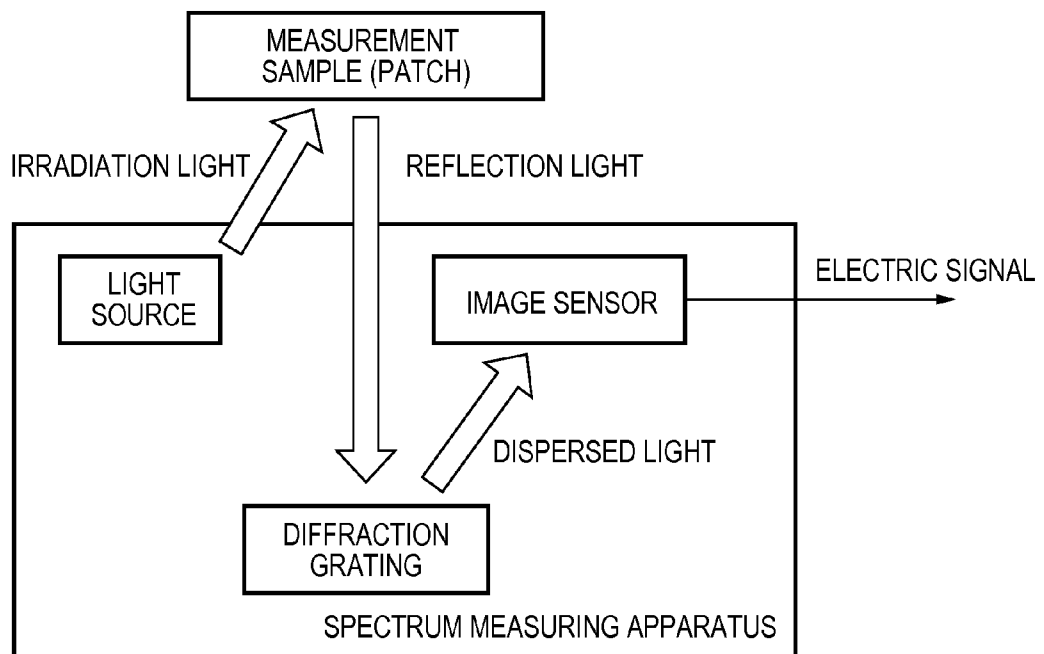 MEASUREMENT
SAMPLE (PATCH)
IRRADIATION LIGHT
REFLECTION LIGHT
LIGHT
SOURCE
IMAGE SENSOR
ELECTRIC SIGNAL
DISPERSED LIGHT
DIFFRACTION
GRATING
SPECTRUM MEASURING APPARATUS